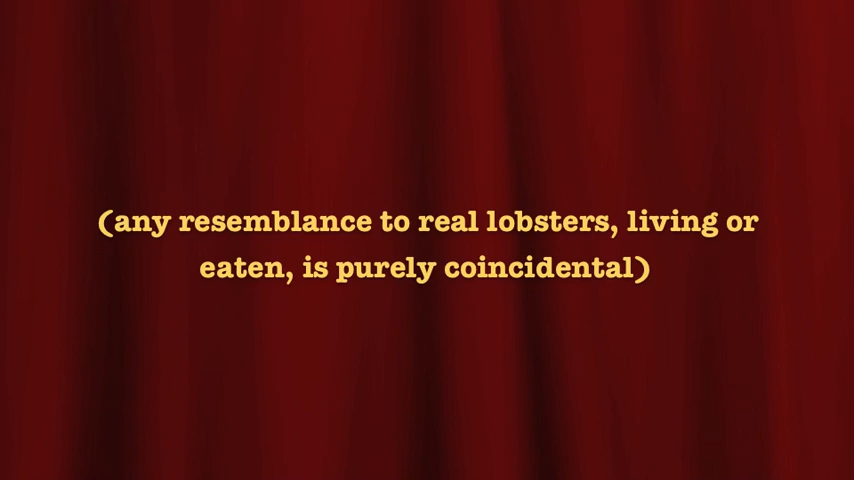 (any resemblance to real lobsters, living or
eaten, is purely coincidental)